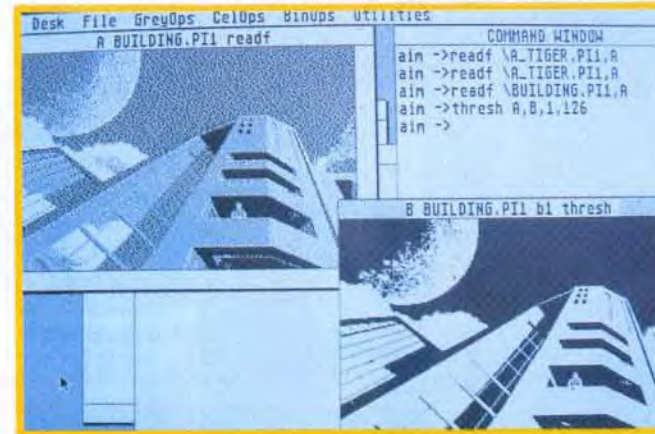 Desk File GreyOps CelOps BinOps Utilities
A BUILDING.PI1 readf
COMMAND WINDOW
aim ->readf \A_TIGER.PI1,A
aim ->readf \A_TIGER.PI1,A
aim ->readf \BUILDING.PI1,A
aim ->thresh A,B,1,126
aim ->
B BUILDING.PI1 b1 thresh